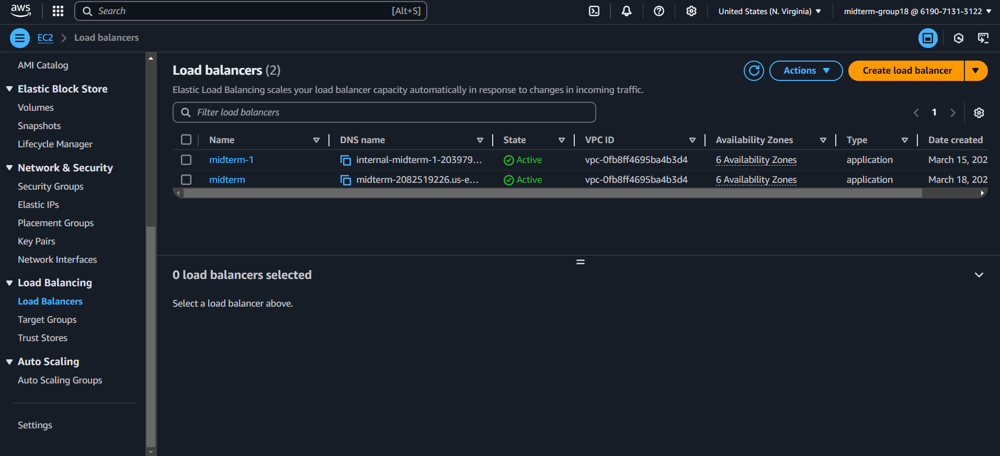 aws
Search [Alt+S]
United States (N. Virginia)
midterm-group18 @ 6190-7131-3122
EC2 Load balancers
AMI Catalog
Elastic Block Store
Volumes
Snapshots
Lifecycle Manager
Network & Security
Security Groups
Elastic IPs
Placement Groups
Key Pairs
Network Interfaces
Load Balancing
Load Balancers
Target Groups
Trust Stores
Auto Scaling
Auto Scaling Groups
Settings
Load balancers (2)
Actions
Create load balancer
Elastic Load Balancing scales your load balancer capacity automatically in response to changes in incoming traffic.
Filter load balancers
1
Name DNS name State VPC ID Availability Zones Type Date created
midterm-1 internal-midterm-1-203979... Active vpc-0fb8ff4695ba4b3d4 6 Availability Zones application March 15, 202
midterm midterm-2082519226.us-e... Active vpc-0fb8ff4695ba4b3d4 6 Availability Zones application March 18, 202
0 load balancers selected
Select a load balancer above.